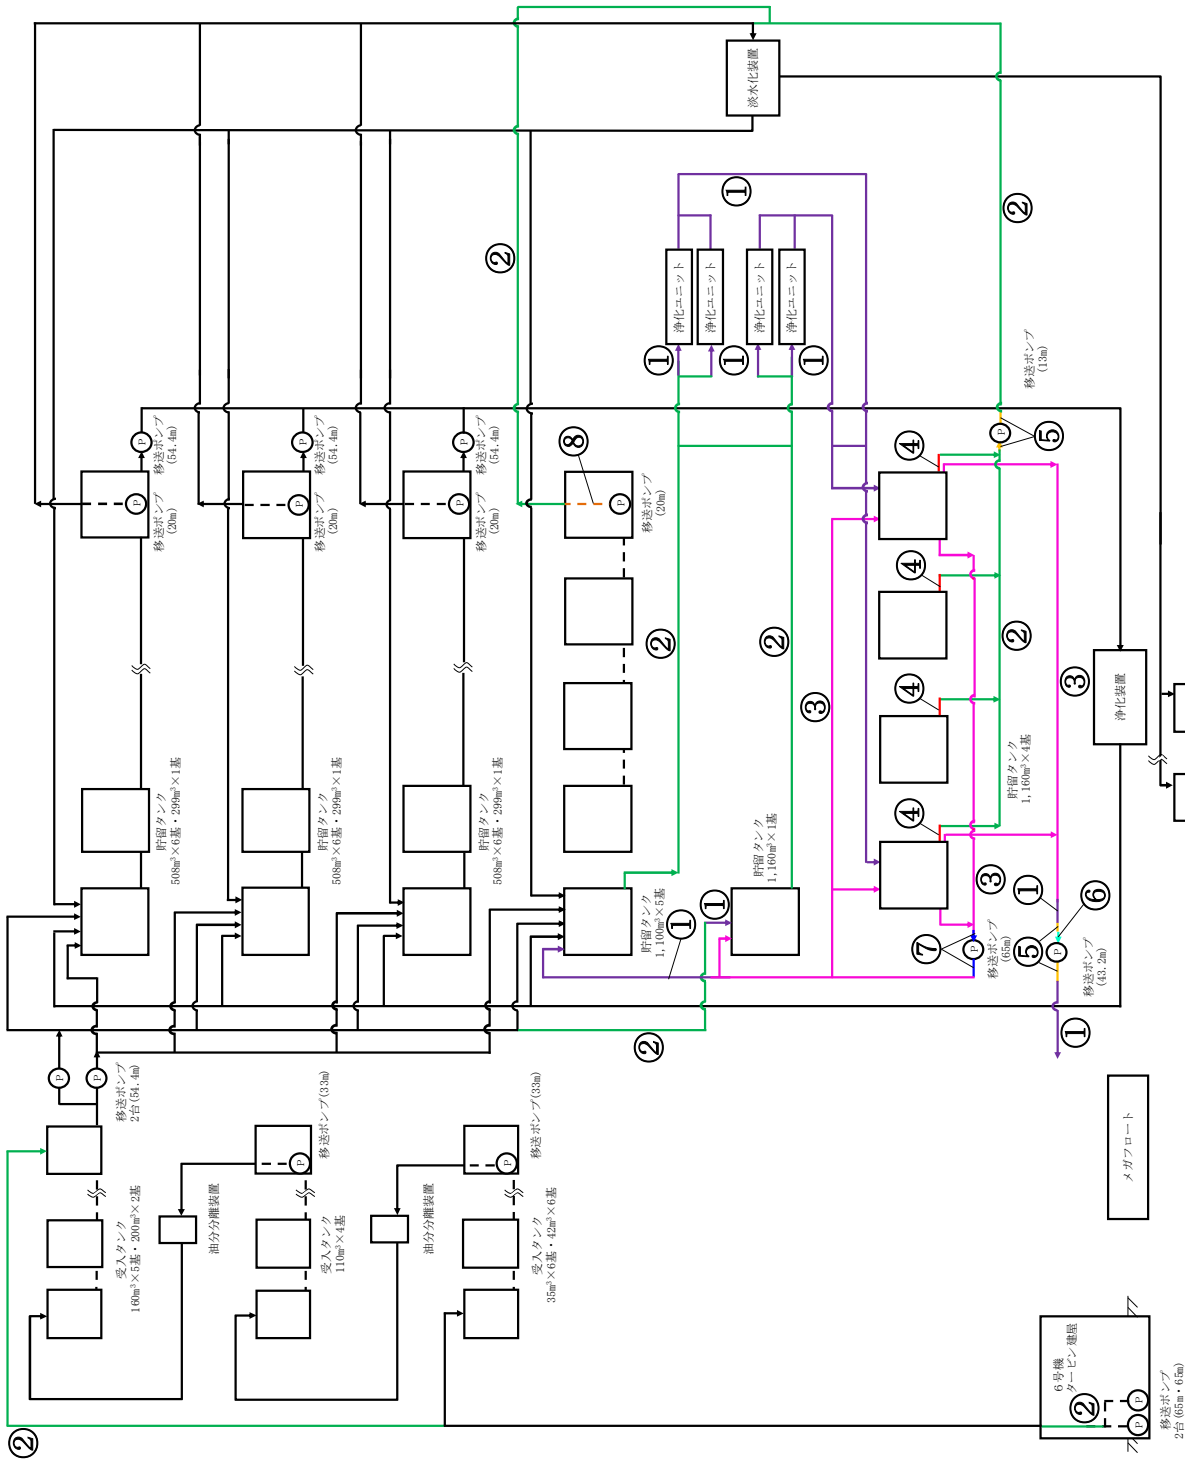 淡水化装置
②
②
①
浄化ユニット
浄化ユニット
浄化ユニット
浄化ユニット
①
①
①
移送ポンプ
(13m)
P
P
P
移送ポンプ
(54.4m)
移送ポンプ
(54.4m)
移送ポンプ
(54.4m)
P
⑤
⑧
④
P
P
P
P
移送ポンプ
(20m)
移送ポンプ
(20m)
移送ポンプ
(20m)
移送ポンプ
(20m)
④
②
②
②
③
④
③
浄化装置
貯留タンク
508m³×6基・299m³×1基
貯留タンク
508m³×6基・299m³×1基
貯留タンク
508m³×6基・299m³×1基
貯留タンク
1,160m³×4基
④
貯留タンク
1,160m³×1基
貯留タンク
1,100m³×5基
①
①
③
①
⑥
⑦
P
移送ポンプ
(65m)
⑤
P
移送ポンプ
(43.2m)
②
①
P
P
移送ポンプ
2台(54.4m)
移送ポンプ(33m)
P
移送ポンプ(33m)
P
油分分離装置
油分分離装置
受入タンク
160m³×5基・200m³×2基
受入タンク
110m³×4基
受入タンク
35m³×6基・42m³×6基
メガフロート
②
6号機
タービン建屋
②
P
P
移送ポンプ
2台(65m・65m)